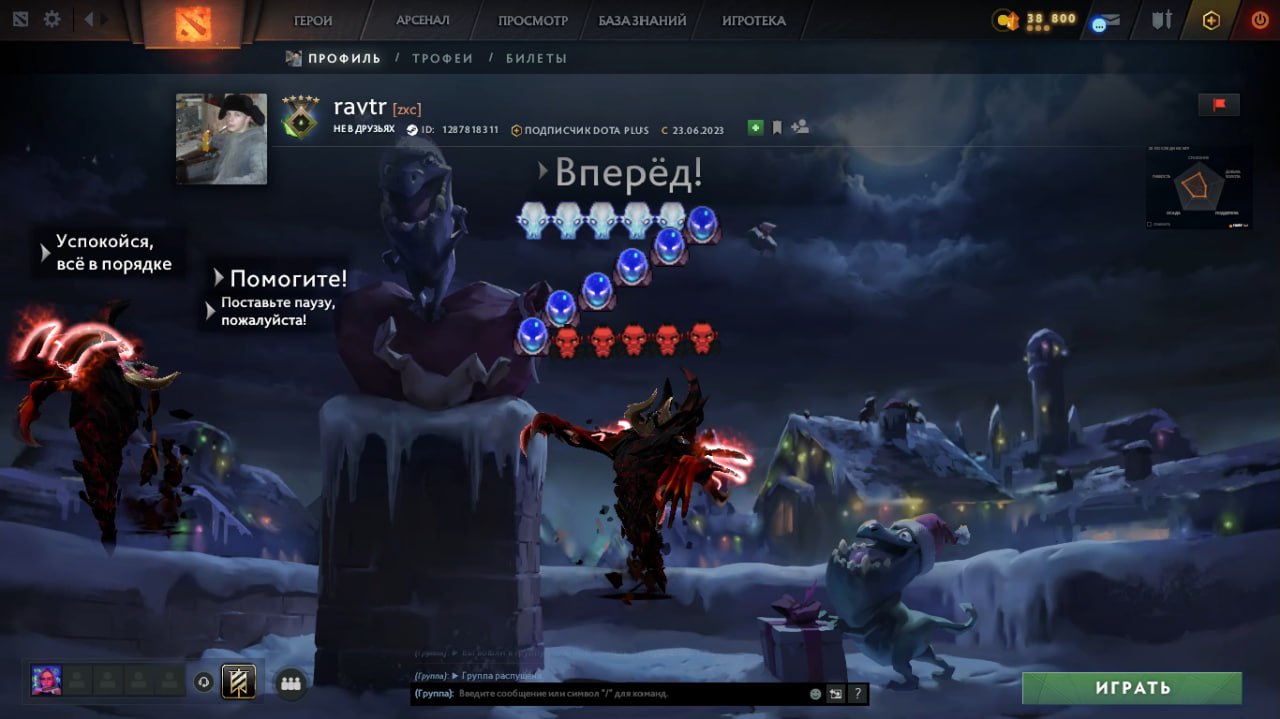 ГЕРОИ
АРСЕНАЛ
ПРОСМОТР
БАЗА ЗНАНИЙ
ИГРОТЕКА
38 800
ПРОФИЛЬ / ТРОФЕИ / БИЛЕТЫ
ravtr [zxc]
НЕ В ДРУЗЬЯХ
ID: 1287818311
ПОДПИСЧИК DOTA PLUS
С 23.06.2023
Вперёд!
Успокойся,
всё в порядке
Помогите!
Поставьте паузу,
пожалуйста!
(Группа): Группа распущена.
(Группа): Введите сообщение или символ "/" для команд.
?
ИГРАТЬ